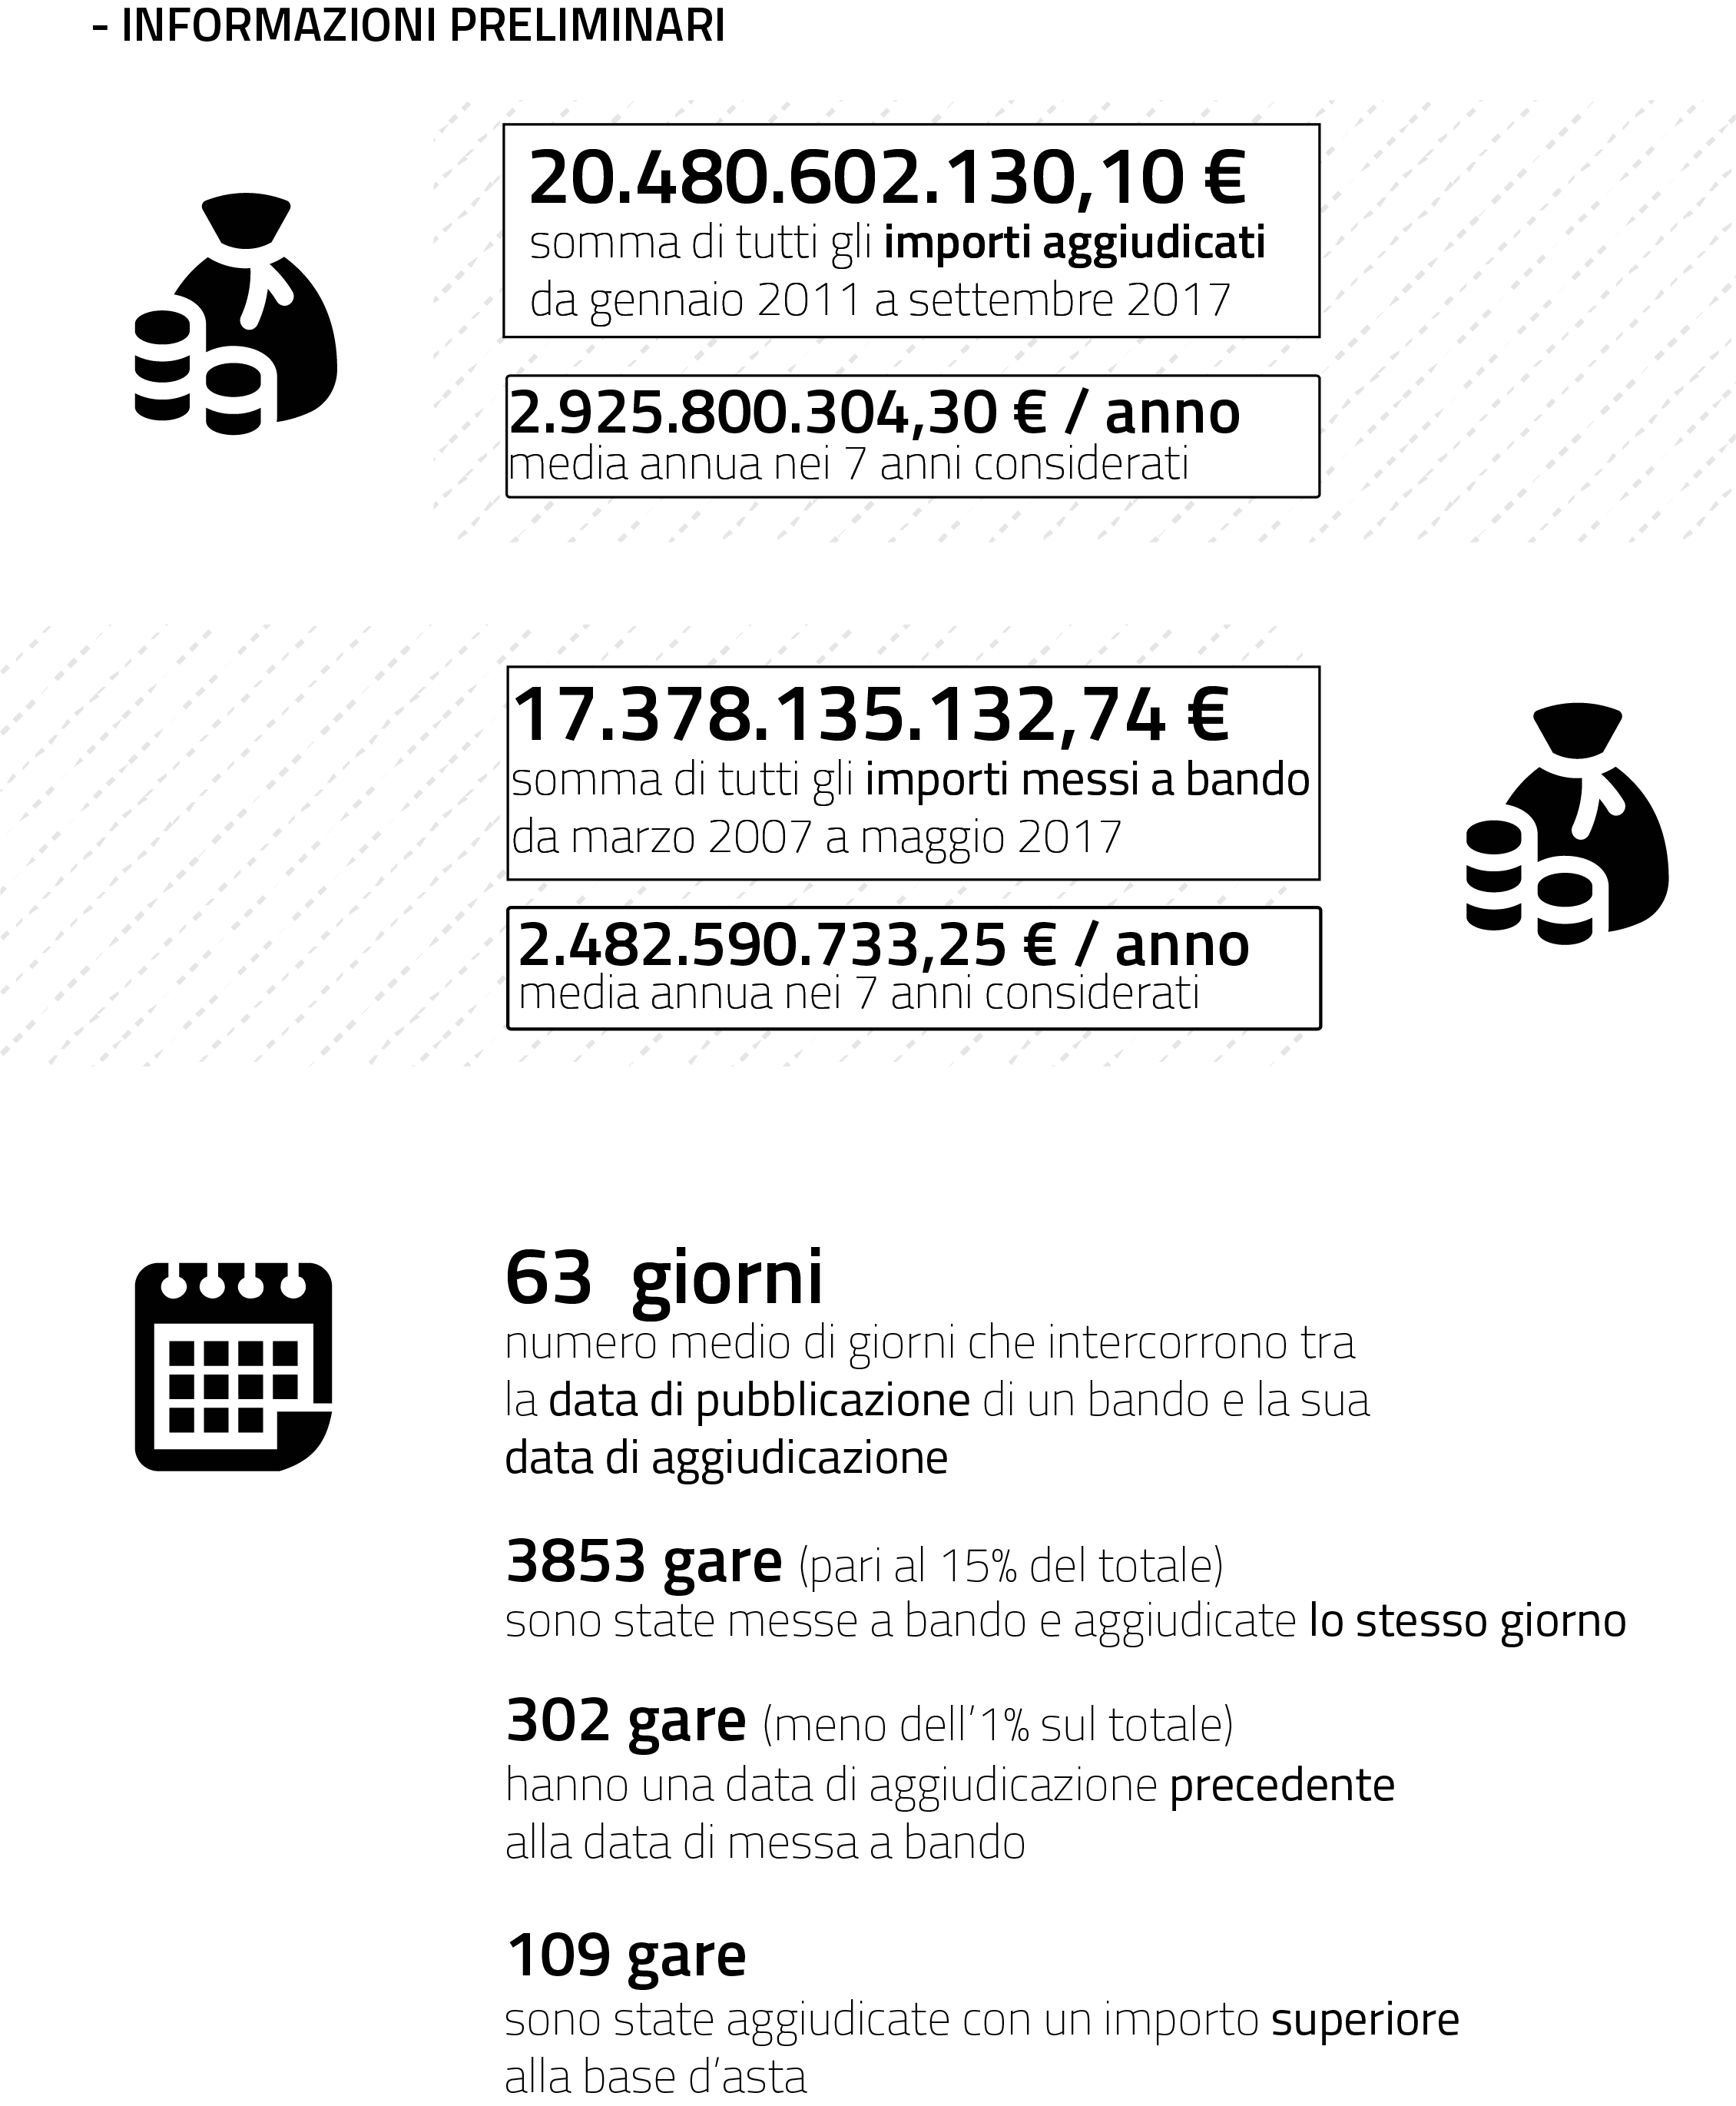 - INFORMAZIONI PRELIMINARI
20.480.602.130,10 €
somma di tutti gli importi aggiudicati
da gennaio 2011 a settembre 2017
2.925.800.304,30 € / anno
media annua nei 7 anni considerati
17.378.135.132,74 €
somma di tutti gli importi messi a bando
da marzo 2007 a maggio 2017
2.482.590.733,25 € / anno
media annua nei 7 anni considerati
63 giorni
numero medio di giorni che intercorrono tra
la data di pubblicazione di un bando e la sua
data di aggiudicazione
3853 gare (pari al 15% del totale)
sono state messe a bando e aggiudicate lo stesso giorno
302 gare (meno dell'1% sul totale)
hanno una data di aggiudicazione precedente
alla data di messa a bando
109 gare
sono state aggiudicate con un importo superiore
alla base d'asta